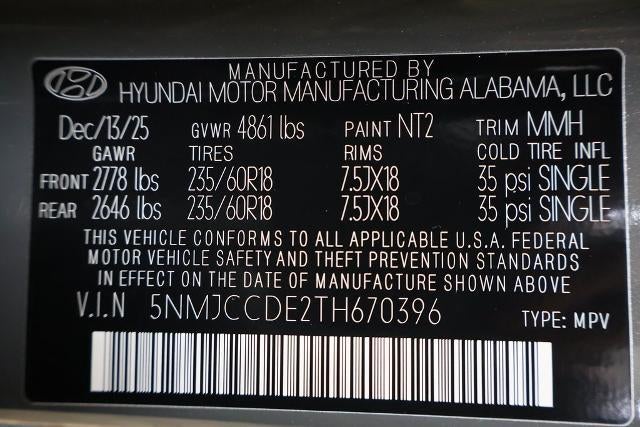 MANUFACTURED BY
HYUNDAI MOTOR MANUFACTURING ALABAMA, LLC
Dec/13/25 GVWR 4861 lbs PAINT NT2 TRIM MMH
GAWR TIRES RIMS COLD TIRE INFL
FRONT 2778 lbs 235/60R18 7.5JX18 35 psi SINGLE
REAR 2646 lbs 235/60R18 7.5JX18 35 psi SINGLE
THIS VEHICLE CONFORMS TO ALL APPLICABLE U.S.A. FEDERAL
MOTOR VEHICLE SAFETY AND THEFT PREVENTION STANDARDS
IN EFFECT ON THE DATE OF MANUFACTURE SHOWN ABOVE
V.I.N 5NMJCCDE2TH670396 TYPE: MPV